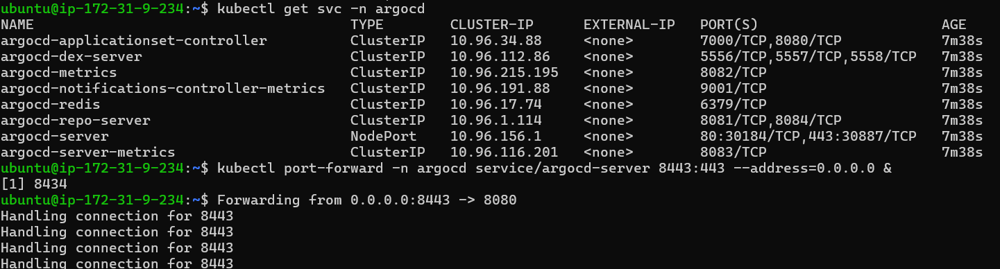 ubuntu@ip-172-31-9-234:~$ kubectl get svc -n argocd
NAME TYPE CLUSTER-IP EXTERNAL-IP PORT(S) AGE
argocd-applicationset-controller ClusterIP 10.96.34.88 <none> 7000/TCP,8080/TCP 7m38s
argocd-dex-server ClusterIP 10.96.112.86 <none> 5556/TCP,5557/TCP,5558/TCP 7m38s
argocd-metrics ClusterIP 10.96.215.195 <none> 8082/TCP 7m38s
argocd-notifications-controller-metrics ClusterIP 10.96.191.88 <none> 9001/TCP 7m38s
argocd-redis ClusterIP 10.96.17.74 <none> 6379/TCP 7m38s
argocd-repo-server ClusterIP 10.96.1.114 <none> 8081/TCP,8084/TCP 7m38s
argocd-server NodePort 10.96.156.1 <none> 80:30184/TCP,443:30887/TCP 7m38s
argocd-server-metrics ClusterIP 10.96.116.201 <none> 8083/TCP 7m38s
ubuntu@ip-172-31-9-234:~$ kubectl port-forward -n argocd service/argocd-server 8443:443 --address=0.0.0.0 &
[1] 8434
ubuntu@ip-172-31-9-234:~$ Forwarding from 0.0.0.0:8443 -> 8080
Handling connection for 8443
Handling connection for 8443
Handling connection for 8443
Handling connection for 8443